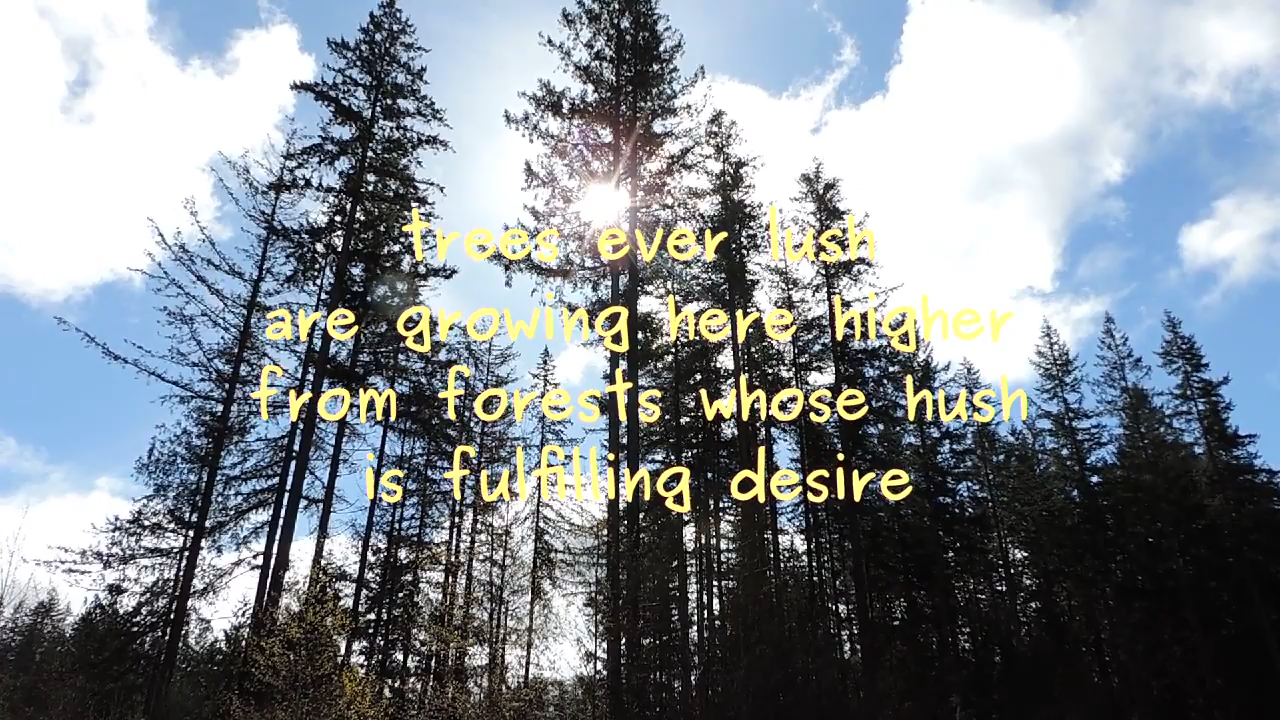 trees ever lush
are growing here higher
from forests whose hush
is fulfilling desire